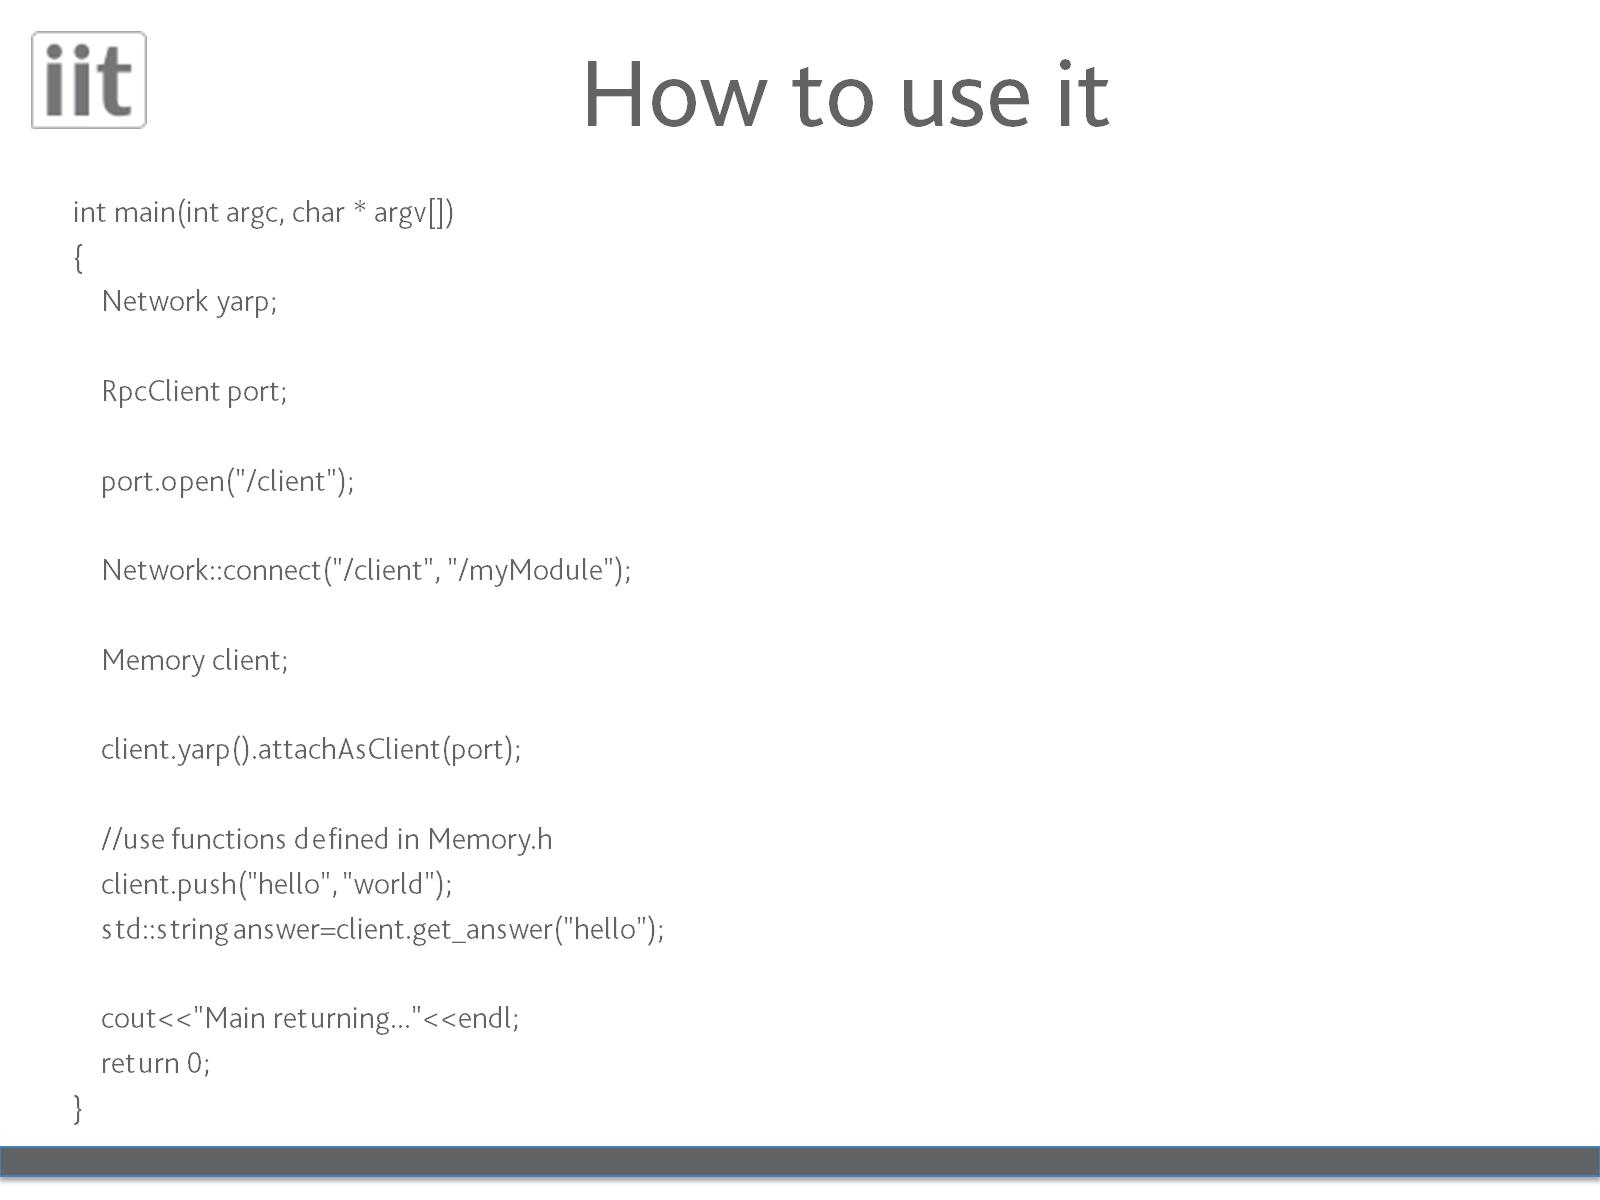 iit
How to use it
int main(int argc, char * argv[])
{
Network yarp;
RpcClient port;
port.open("/client");
Network::connect("/client", "/myModule");
Memory client;
client.yarp().attachAsClient(port);
//use functions defined in Memory.h
client.push("hello", "world");
std::string answer=client.get_answer("hello");
cout<<"Main returning..."<<endl;
return 0;
}